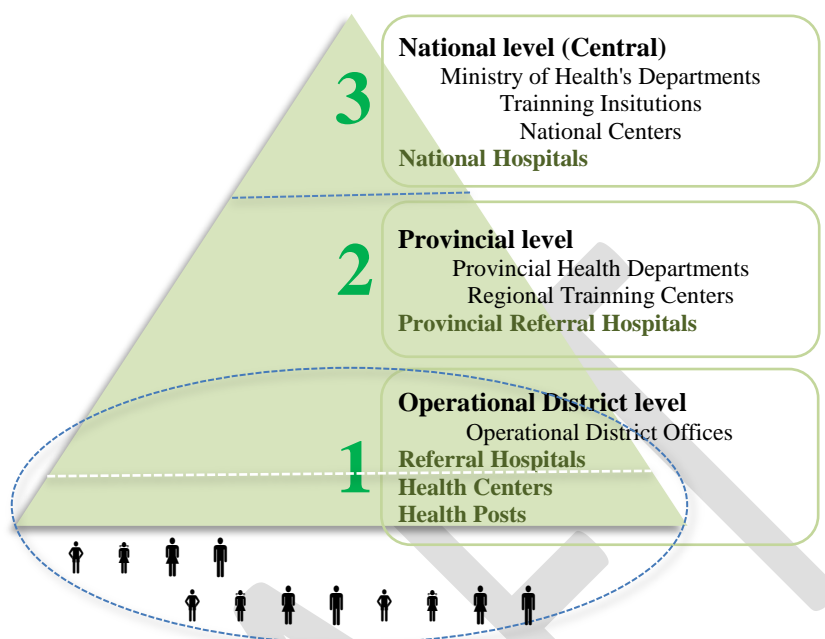 3
National level (Central)
Ministry of Health's Departments
Trainning Insitutions
National Centers
National Hospitals
2
Provincial level
Provincial Health Departments
Regional Trainning Centers
Provincial Referral Hospitals
1
Operational District level
Operational District Offices
Referral Hospitals
Health Centers
Health Posts